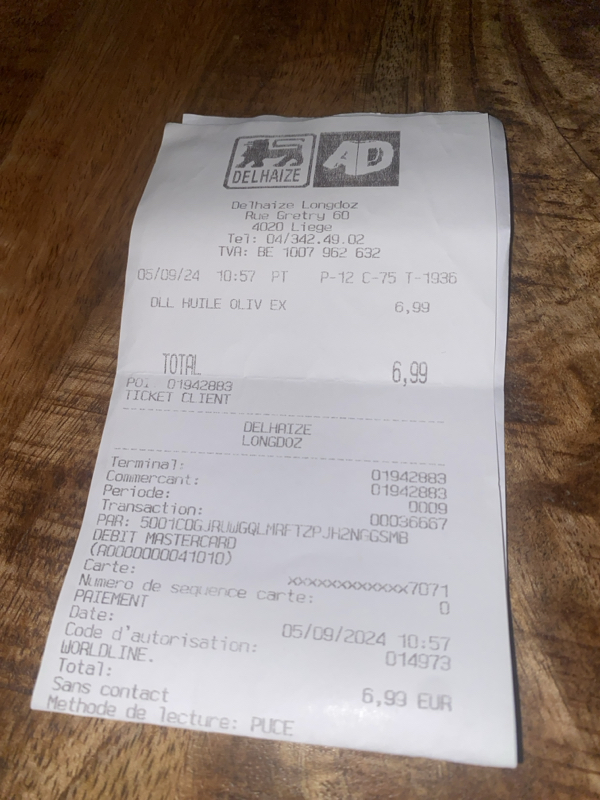 DELHAIZE
AD
Delhaize Longdoz
Rue Gretry 60
4020 Liege
Tel: 04/342.49.02
TVA: BE 1007 962 632
05/09/24 10:57 PT P-12 C-75 T-1936
DLL HUILE OLIV EX 6,99
TOTAL 6,99
POI: 01942883
TICKET CLIENT
DELHAIZE
LONGDOZ
Terminal: 01942883
Commercant: 01942883
Periode: 0009
Transaction: 00036667
PAR:
DEBIT MASTERCARD
(A0000000041010)
Carte: xxxxxxxxxxxxx7071
Numero de sequence carte: 0
PAIEMENT
Date: 05/09/2024 10:57
Code d'autorisation: 014973
WORLDLINE.
Total: 6,99 EUR
Sans contact
Methode de lecture: PUCE